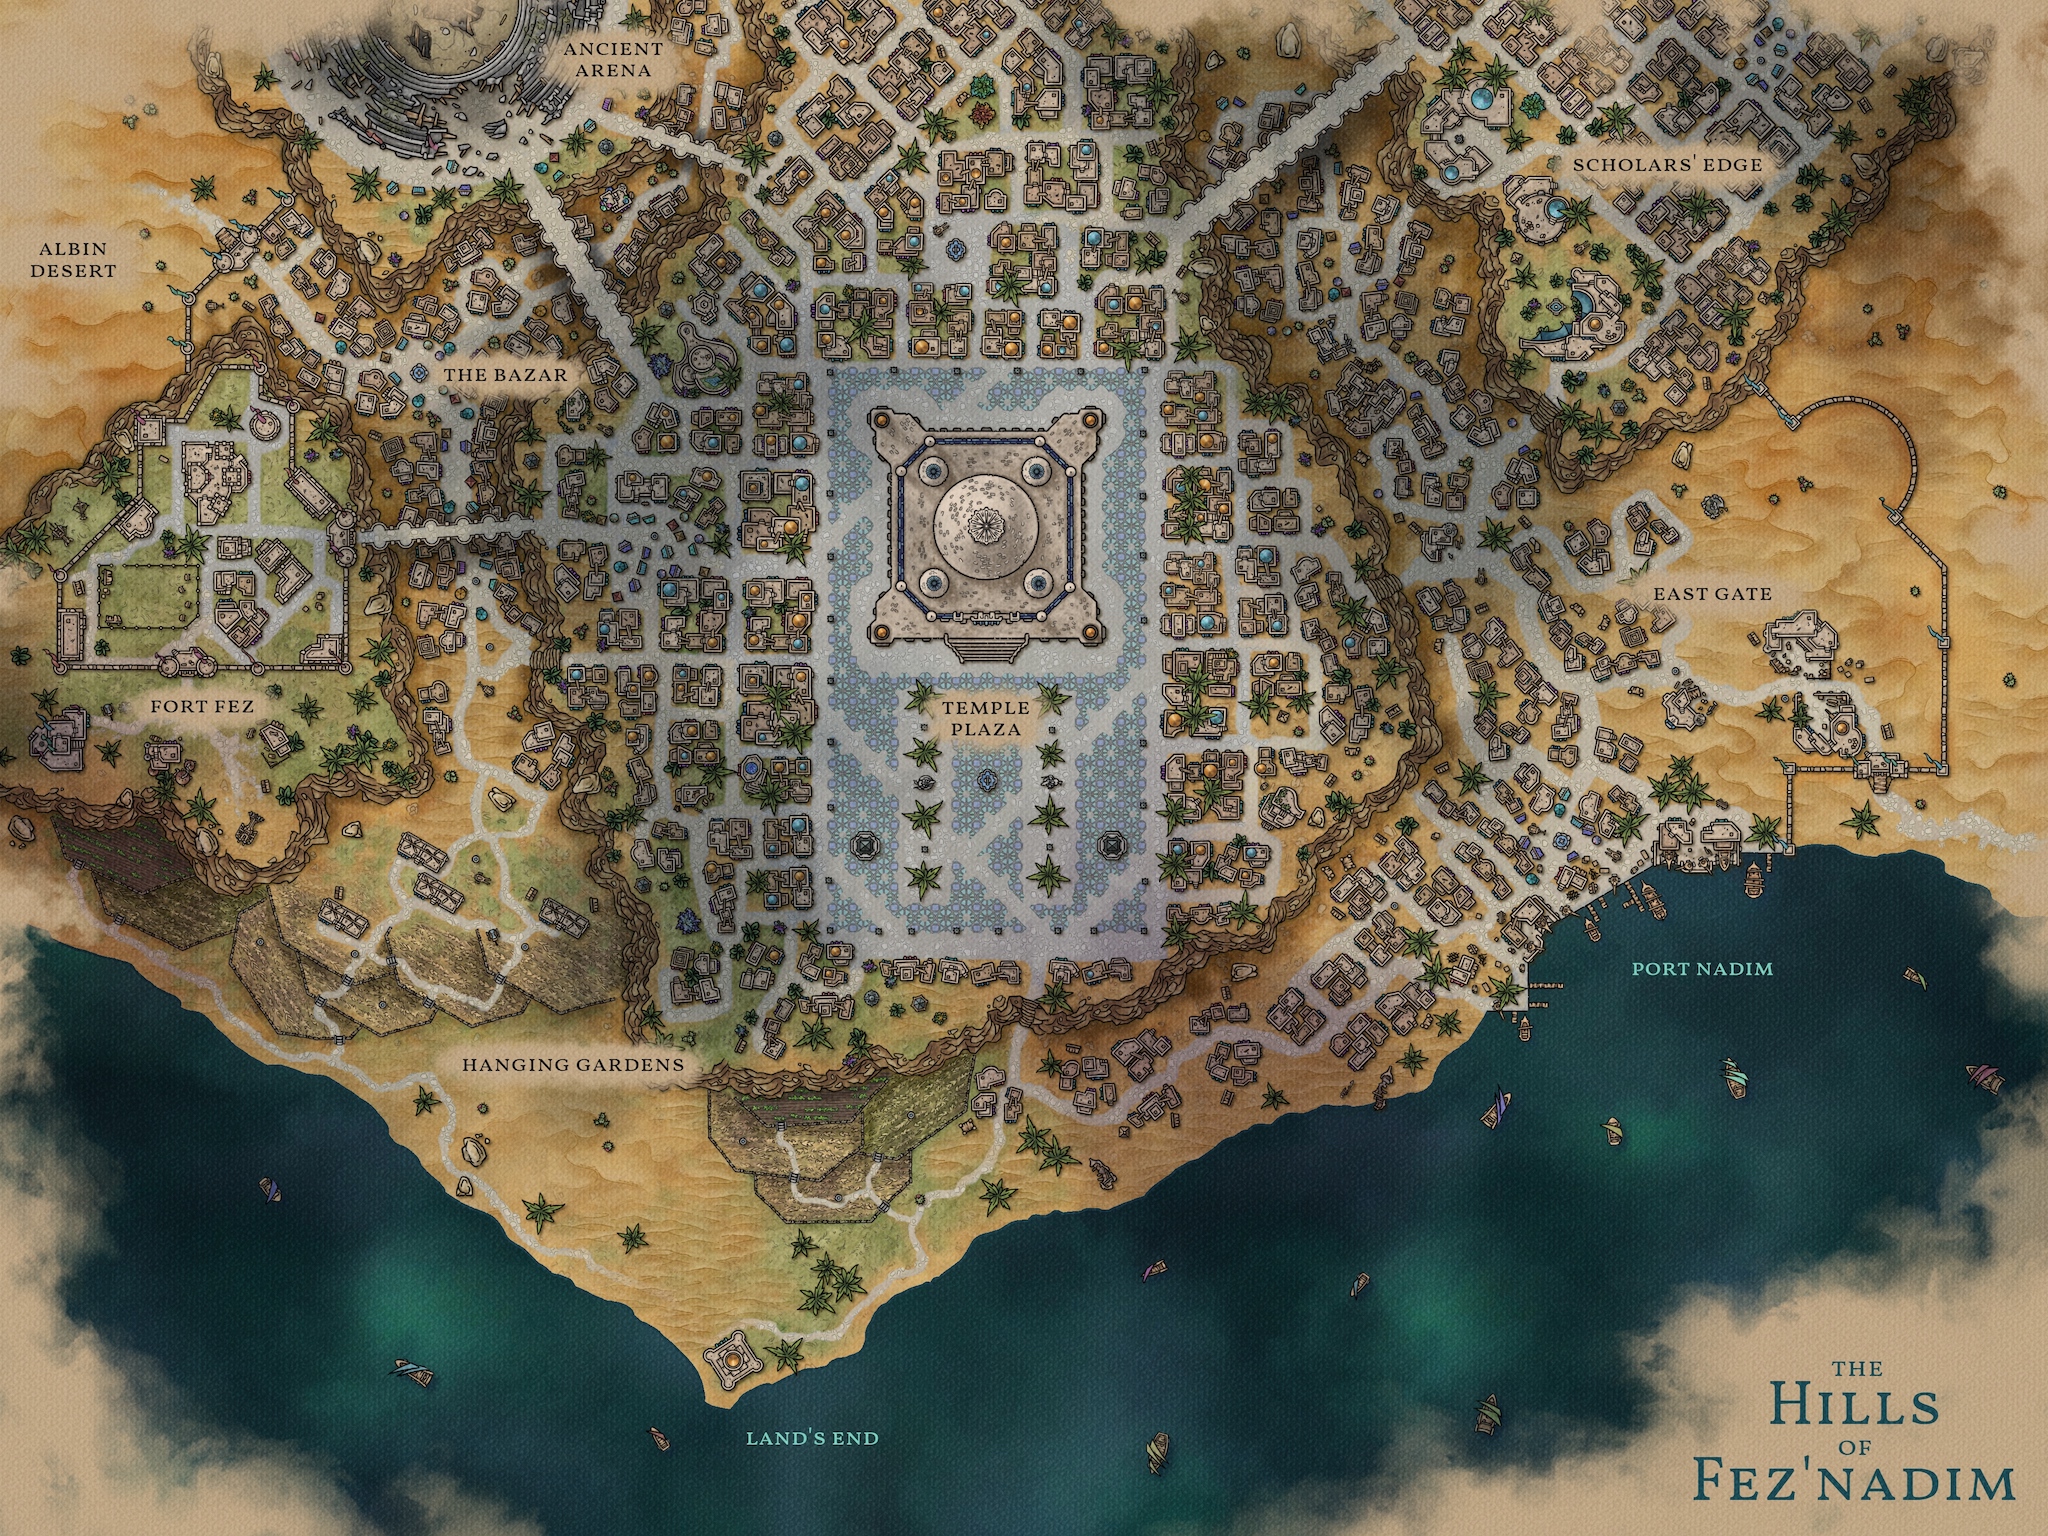 ANCIENT
ARENA
SCHOLARS' EDGE
ALBIN
DESERT
THE BAZAR
EAST GATE
FORT FEZ
TEMPLE
PLAZA
PORT NADIM
HANGING GARDENS
LAND'S END
THE
HILLS
OF
FEZ'NADIM